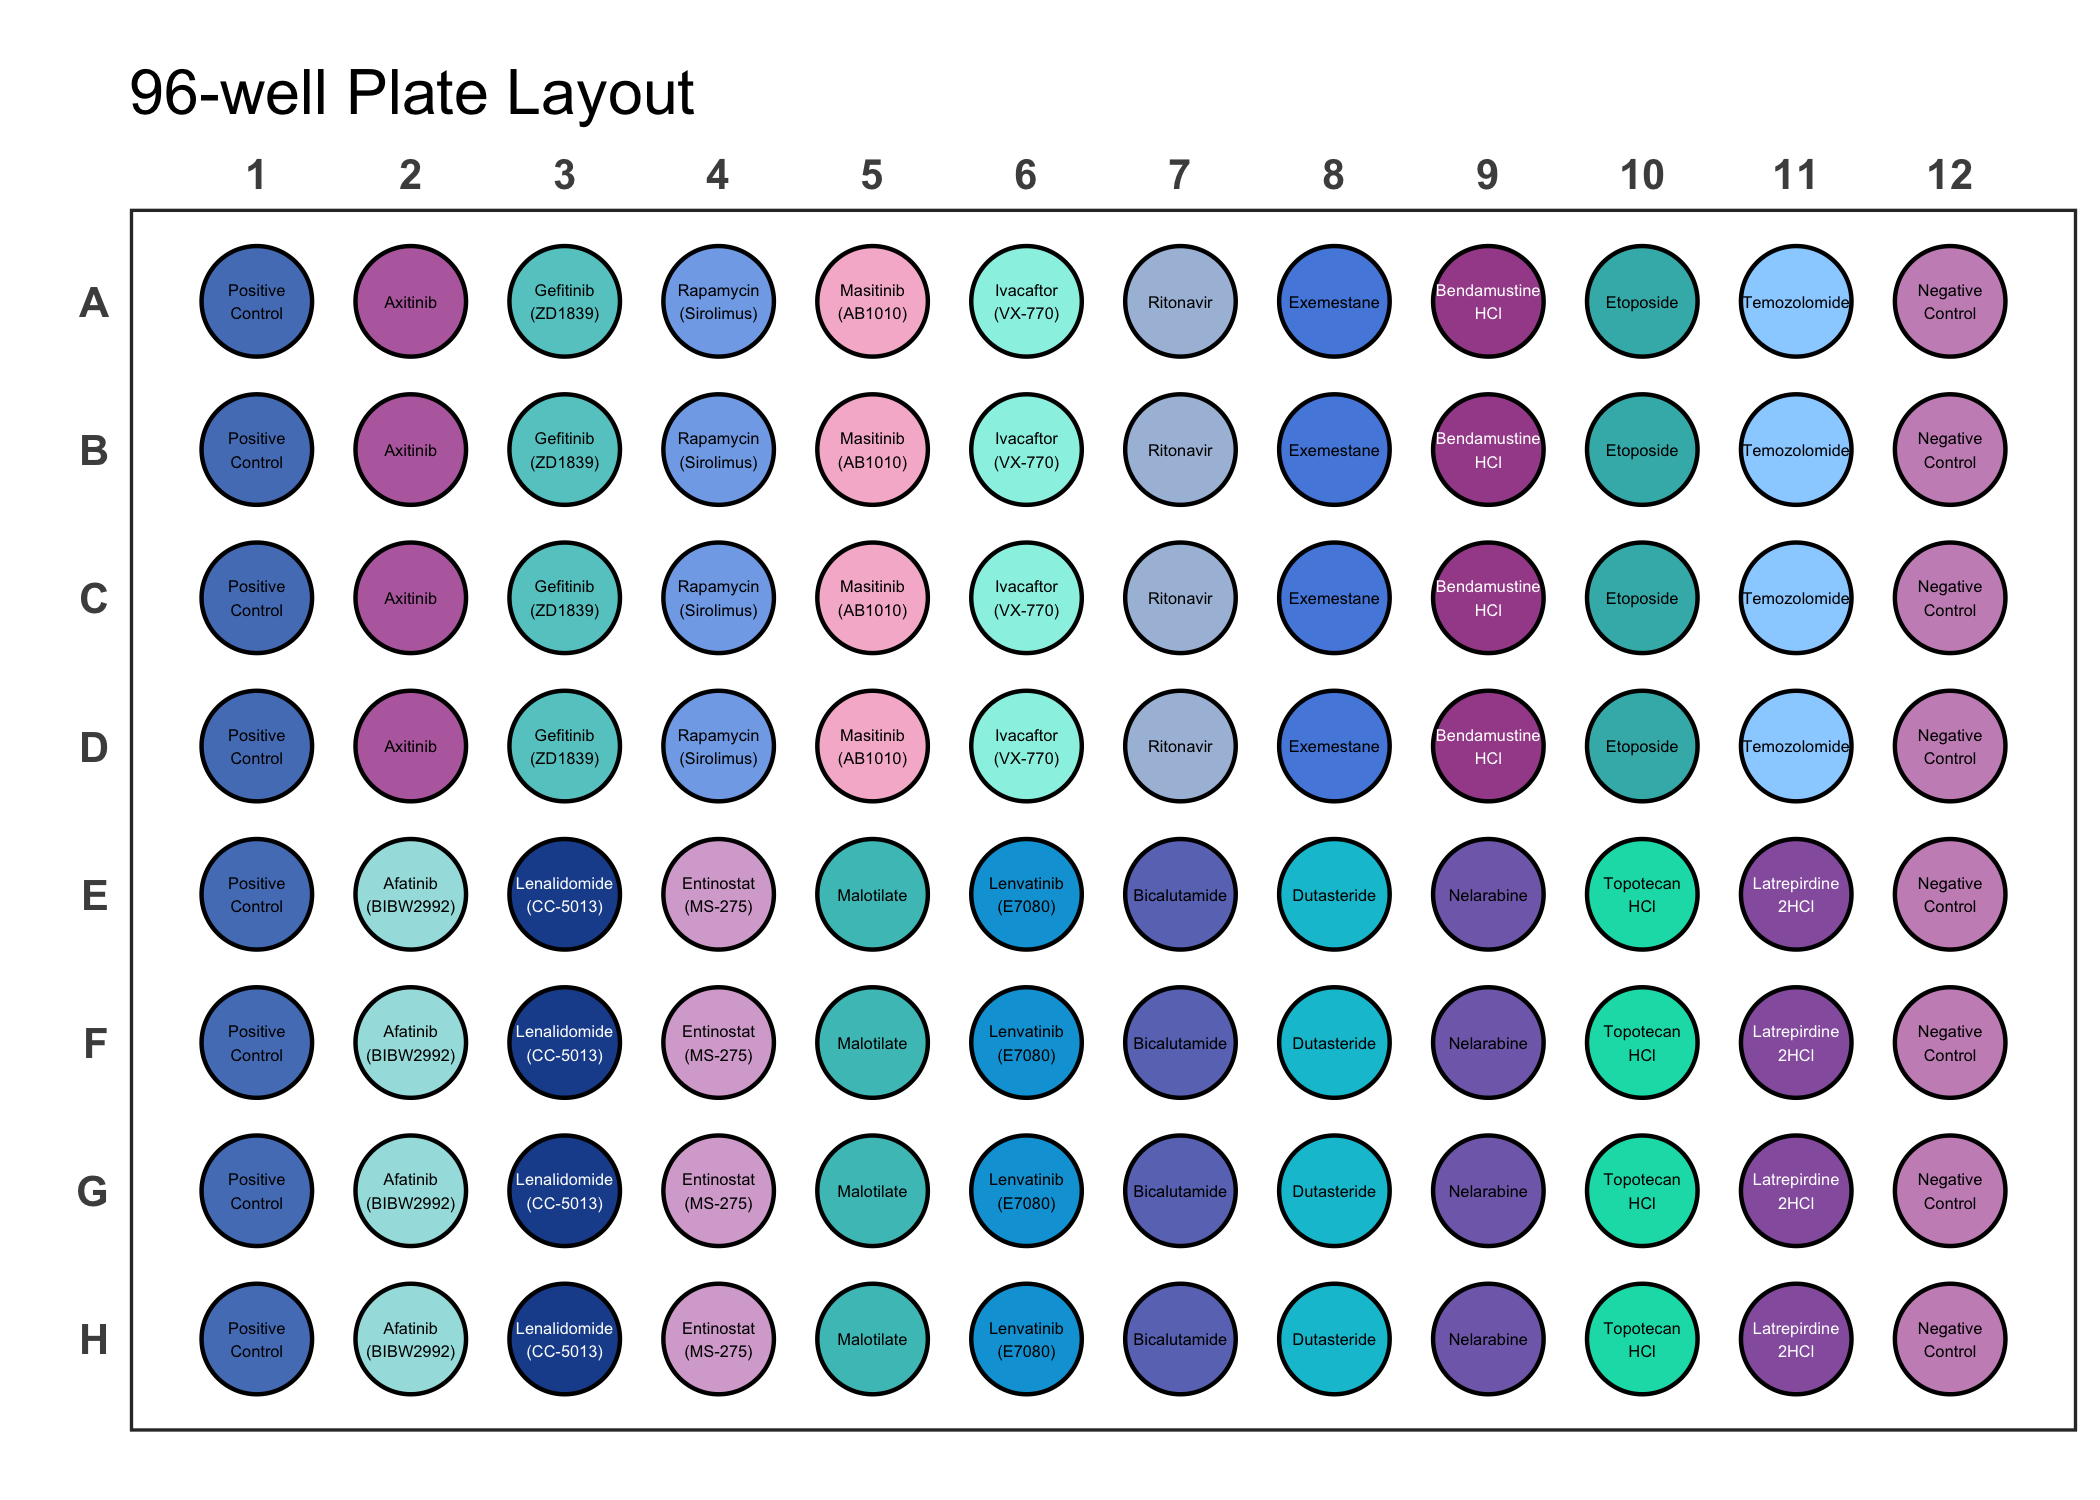 96-well Plate Layout
1 2 3 4 5 6 7 8 9 10 11 12
A
Positive Axitinib Gefitinib Rapamycin Masitinib Ivacaftor Ritonavir Exemestane Bendamustine Etoposide Temozolomide Negative
Control (ZD1839) (Sirolimus) (AB1010) (VX-770) HCl Control
B
Positive Axitinib Gefitinib Rapamycin Masitinib Ivacaftor Ritonavir Exemestane Bendamustine Etoposide Temozolomide Negative
Control (ZD1839) (Sirolimus) (AB1010) (VX-770) HCl Control
C
Positive Axitinib Gefitinib Rapamycin Masitinib Ivacaftor Ritonavir Exemestane Bendamustine Etoposide Temozolomide Negative
Control (ZD1839) (Sirolimus) (AB1010) (VX-770) HCl Control
D
Positive Axitinib Gefitinib Rapamycin Masitinib Ivacaftor Ritonavir Exemestane Bendamustine Etoposide Temozolomide Negative
Control (ZD1839) (Sirolimus) (AB1010) (VX-770) HCl Control
E
Positive Afatinib Lenalidomide Entinostat Malotilate Lenvatinib Bicalutamide Dutasteride Nelarabine Topotecan Latrepirdine Negative
Control (BIBW2992) (CC-5013) (MS-275) (E7080) HCl 2HCl Control
F
Positive Afatinib Lenalidomide Entinostat Malotilate Lenvatinib Bicalutamide Dutasteride Nelarabine Topotecan Latrepirdine Negative
Control (BIBW2992) (CC-5013) (MS-275) (E7080) HCl 2HCl Control
G
Positive Afatinib Lenalidomide Entinostat Malotilate Lenvatinib Bicalutamide Dutasteride Nelarabine Topotecan Latrepirdine Negative
Control (BIBW2992) (CC-5013) (MS-275) (E7080) HCl 2HCl Control
H
Positive Afatinib Lenalidomide Entinostat Malotilate Lenvatinib Bicalutamide Dutasteride Nelarabine Topotecan Latrepirdine Negative
Control (BIBW2992) (CC-5013) (MS-275) (E7080) HCl 2HCl Control